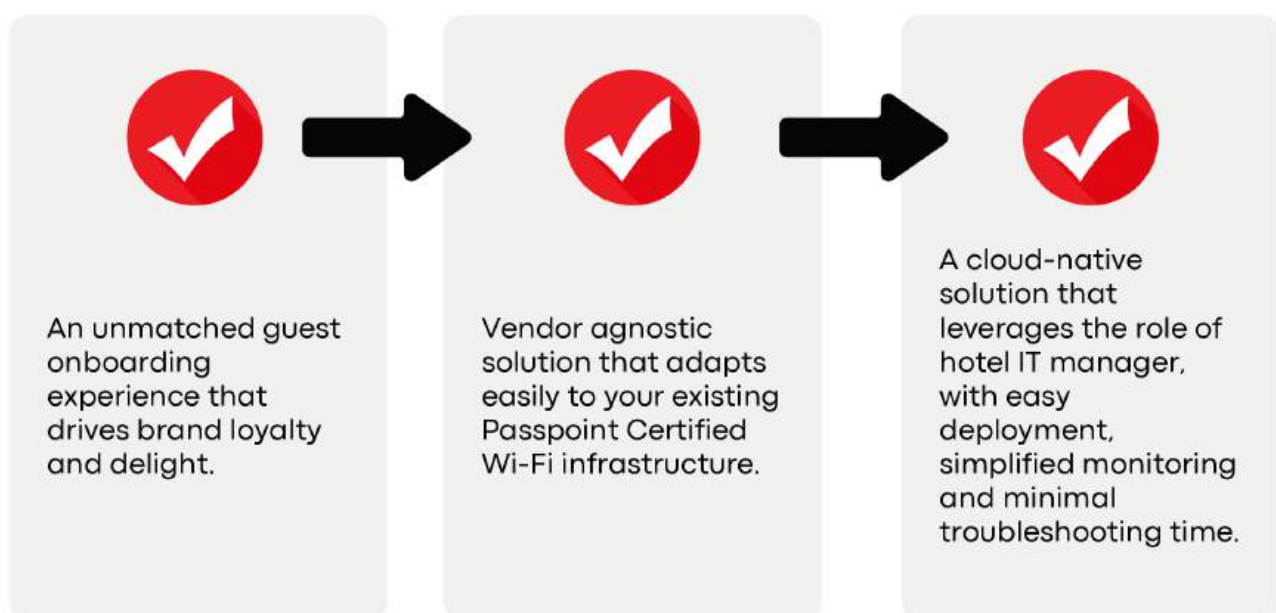 An unmatched guest
onboarding
experience that
drives brand loyalty
and delight.
Vendor agnostic
solution that adapts
easily to your existing
Passpoint Certified
Wi-Fi infrastructure.
A cloud-native
solution that
leverages the role of
hotel IT manager,
with easy
deployment,
simplified monitoring
and minimal
troubleshooting time.